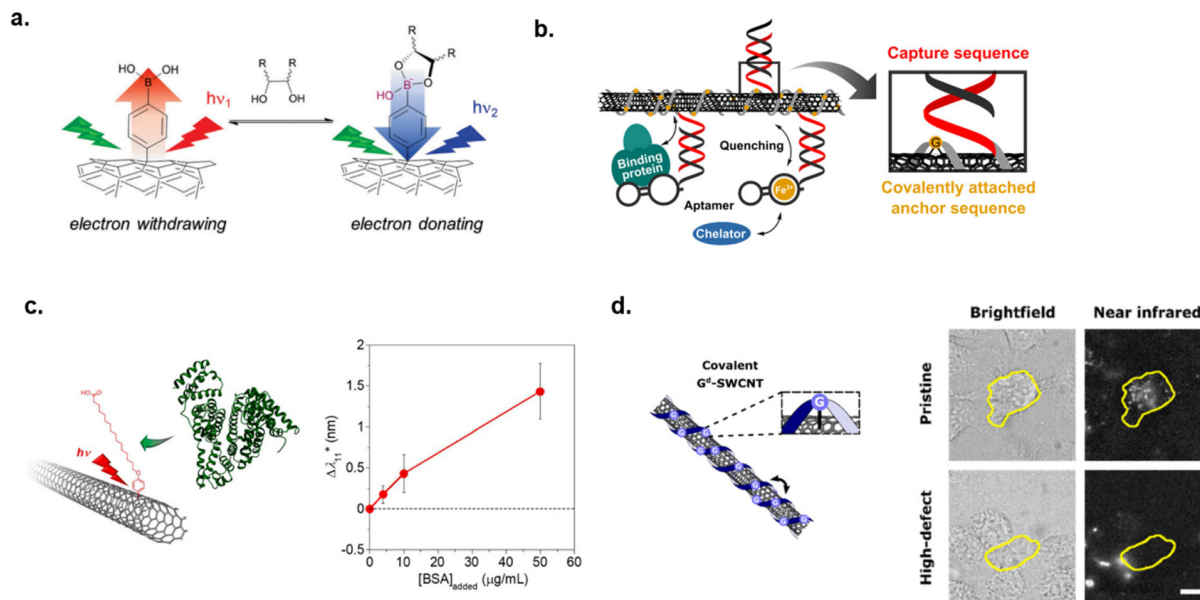 a.
HO
OH
B
hν₁
R
R
HO
OH
R
R
O
O
B⁻
HO
hν₂
electron withdrawing
electron donating
b.
Capture sequence
Binding
protein
Quenching
Fe³⁺
Aptamer
Chelator
G
Covalently attached
anchor sequence
c.
HO
O
O
hν
2
1.5
1
0.5
0
-0.5
Δλ₁₁* (nm)
0 10 20 30 40 50 60
[BSA]added (μg/mL)
d.
Covalent
Gᵈ-SWCNT
G
Brightfield
Near infrared
Pristine
High-defect